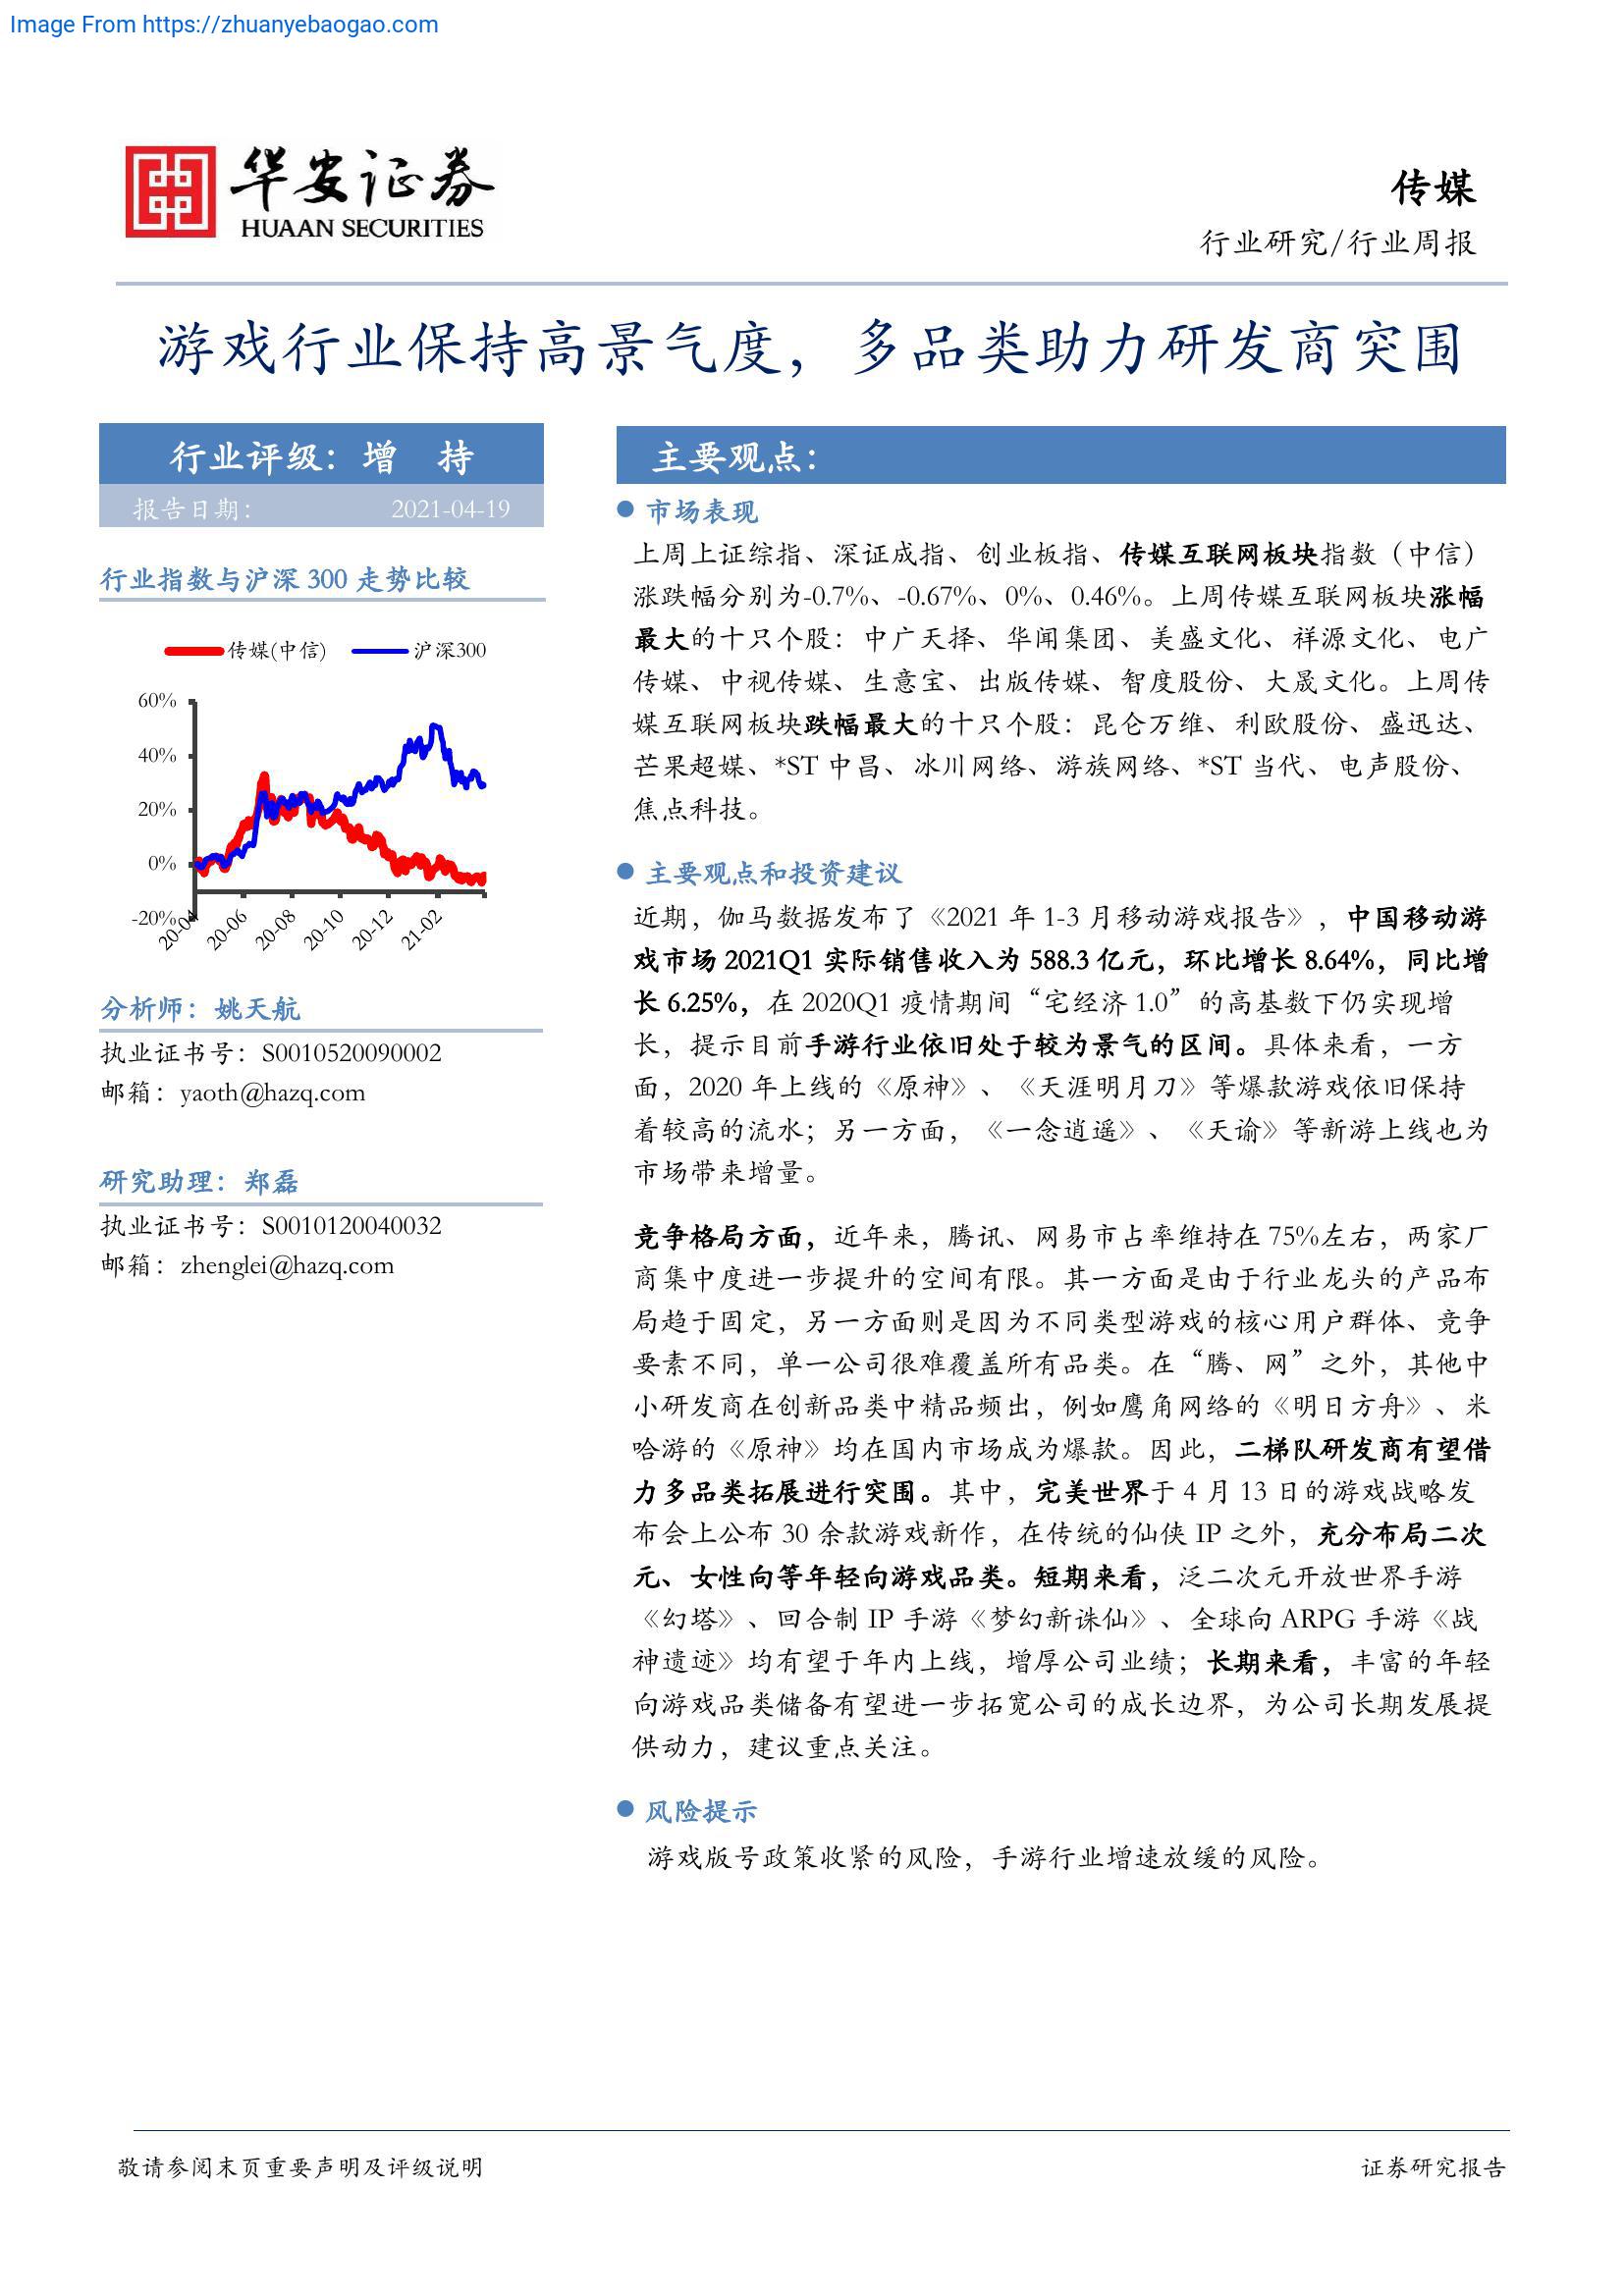 Image From https://zhuanyebaogao.com
华安证券
HUAAN SECURITIES
传媒
行业研究/行业周报
游戏行业保持高景气度，多品类助力研发商突围
行业评级：增 持
报告日期： 2021-04-19
行业指数与沪深 300 走势比较
传媒(中信) 沪深300
60%
40%
20%
0%
-20%
20-04 20-06 20-08 20-10 20-12 21-02
分析师：姚天航
执业证书号：S0010520090002
邮箱：yaoth@hazq.com
研究助理：郑磊
执业证书号：S0010120040032
邮箱：zhenglei@hazq.com
主要观点：
市场表现
上周上证综指、深证成指、创业板指、传媒互联网板块指数（中信）
涨跌幅分别为-0.7%、-0.67%、0%、0.46%。上周传媒互联网板块涨幅
最大的十只个股：中广天择、华闻集团、美盛文化、祥源文化、电广
传媒、中视传媒、生意宝、出版传媒、智度股份、大晟文化。上周传
媒互联网板块跌幅最大的十只个股：昆仑万维、利欧股份、盛迅达、
芒果超媒、*ST 中昌、冰川网络、游族网络、*ST 当代、电声股份、
焦点科技。
主要观点和投资建议
近期，伽马数据发布了《2021 年 1-3 月移动游戏报告》，中国移动游
戏市场 2021Q1 实际销售收入为 588.3 亿元，环比增长 8.64%，同比增
长 6.25%，在 2020Q1 疫情期间“宅经济 1.0”的高基数下仍实现增
长，提示目前手游行业依旧处于较为景气的区间。具体来看，一方
面，2020 年上线的《原神》、《天涯明月刀》等爆款游戏依旧保持
着较高的流水；另一方面，《一念逍遥》、《天谕》等新游上线也为
市场带来增量。
竞争格局方面，近年来，腾讯、网易市占率维持在 75%左右，两家厂
商集中度进一步提升的空间有限。其一方面是由于行业龙头的产品布
局趋于固定，另一方面则是因为不同类型游戏的核心用户群体、竞争
要素不同，单一公司很难覆盖所有品类。在“腾、网”之外，其他中
小研发商在创新品类中精品频出，例如鹰角网络的《明日方舟》、米
哈游的《原神》均在国内市场成为爆款。因此，二梯队研发商有望借
力多品类拓展进行突围。其中，完美世界于 4 月 13 日的游戏战略发
布会上公布 30 余款游戏新作，在传统的仙侠 IP 之外，充分布局二次
元、女性向等年轻向游戏品类。短期来看，泛二次元开放世界手游
《幻塔》、回合制 IP 手游《梦幻新诛仙》、全球向 ARPG 手游《战
神遗迹》均有望于年内上线，增厚公司业绩；长期来看，丰富的年轻
向游戏品类储备有望进一步拓宽公司的成长边界，为公司长期发展提
供动力，建议重点关注。
风险提示
游戏版号政策收紧的风险，手游行业增速放缓的风险。
敬请参阅末页重要声明及评级说明
证券研究报告